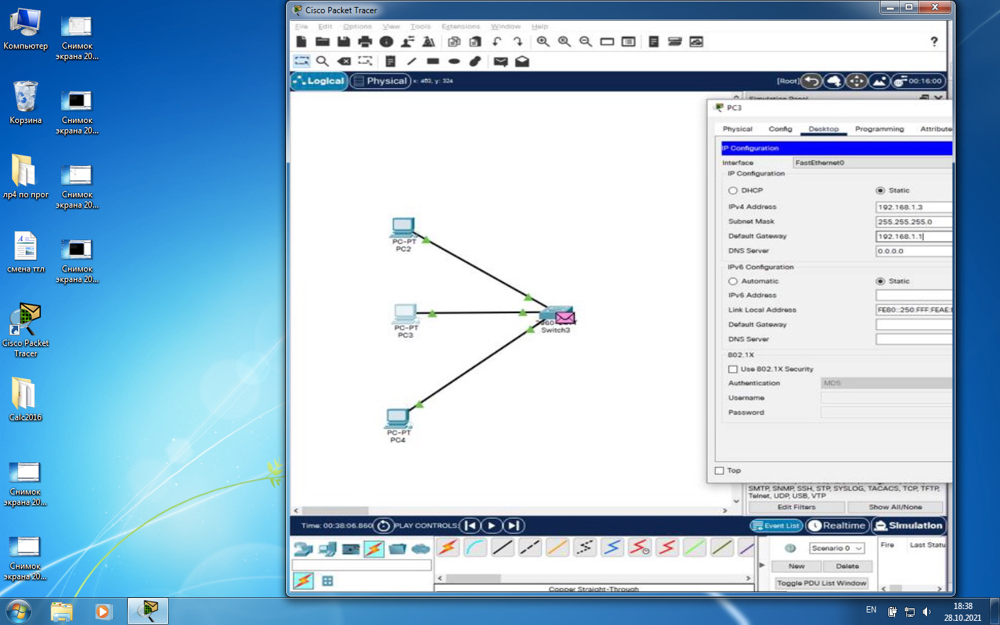 Компьютер
Снимок
экрана 20...
Корзина
Снимок
экрана 20...
лр4 по прог
Снимок
экрана 20...
смена ттл
Снимок
экрана 20...
Cisco Packet
Tracer
Calc2016
Снимок
экрана 20...
Снимок
экрана 20...
Cisco Packet Tracer
File Edit Options View Tools Extensions Window Help
?
Logical Physical x: 403, y: 324
[Root] 00:16:00
PC3
Physical Config Desktop Programming Attribute
IP Configuration
Interface FastEthernet0
IP Configuration
DHCP Static
IPv4 Address 192.168.1.3
Subnet Mask 255.255.255.0
Default Gateway 192.168.1.1
DNS Server 0.0.0.0
IPv6 Configuration
Automatic Static
IPv6 Address
Link Local Address FE80::250:FFF:FEAE:
Default Gateway
DNS Server
802.1X
Use 802.1X Security
Authentication MD5
Username
Password
Top
PC-PT
PC2
PC-PT
PC3
Switch3
PC-PT
PC4
SMTP, SNMP, SSH, STP, SYSLOG, TACACS, TCP, TFTP,
Telnet, UDP, USB, VTP
Edit Filters Show All/None
Time: 00:38:06.860 PLAY CONTROLS:
Event List Realtime Simulation
Scenario 0
New Delete
Toggle PDU List Window
Fire Last Statu
Copper Straight-Through
EN
18:38
28.10.2021